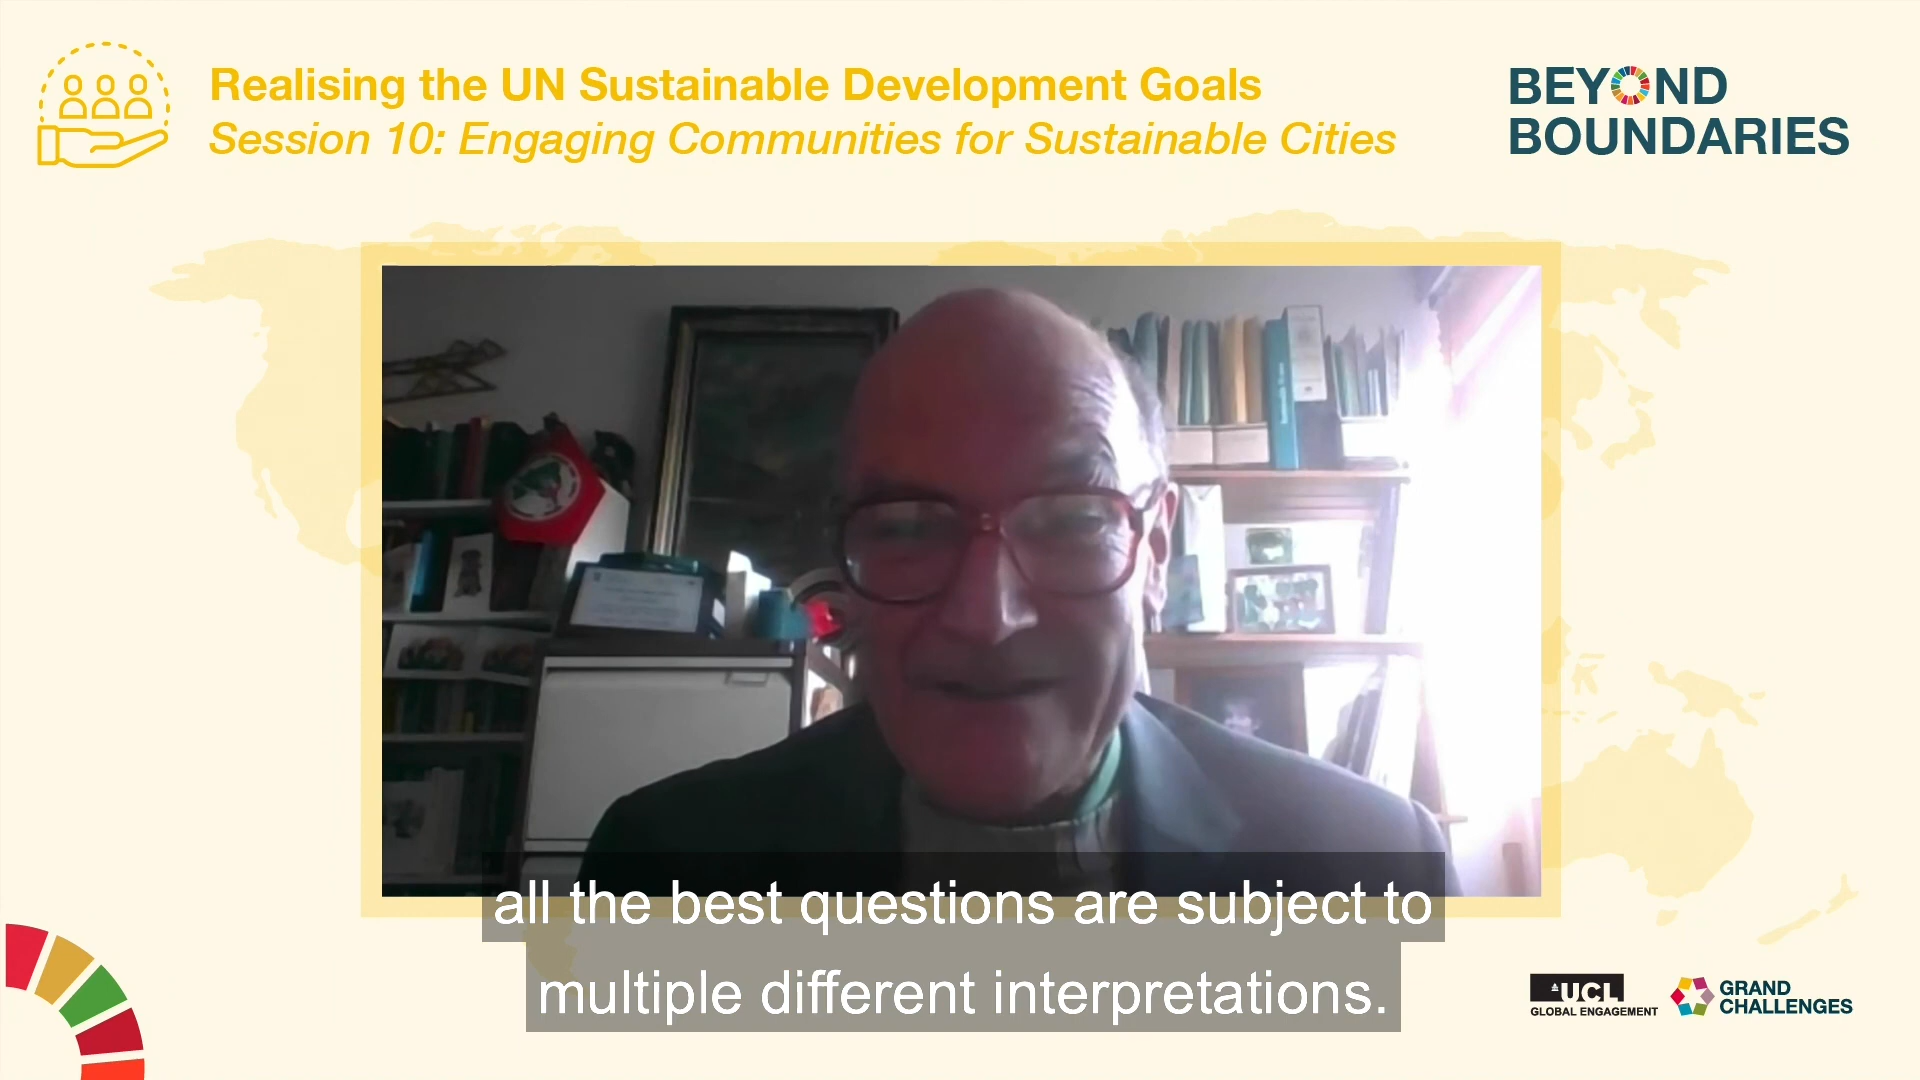 Realising the UN Sustainable Development Goals
Session 10: Engaging Communities for Sustainable Cities
BEYOND
BOUNDARIES
all the best questions are subject to
multiple different interpretations.
UCL
GLOBAL ENGAGEMENT
GRAND
CHALLENGES